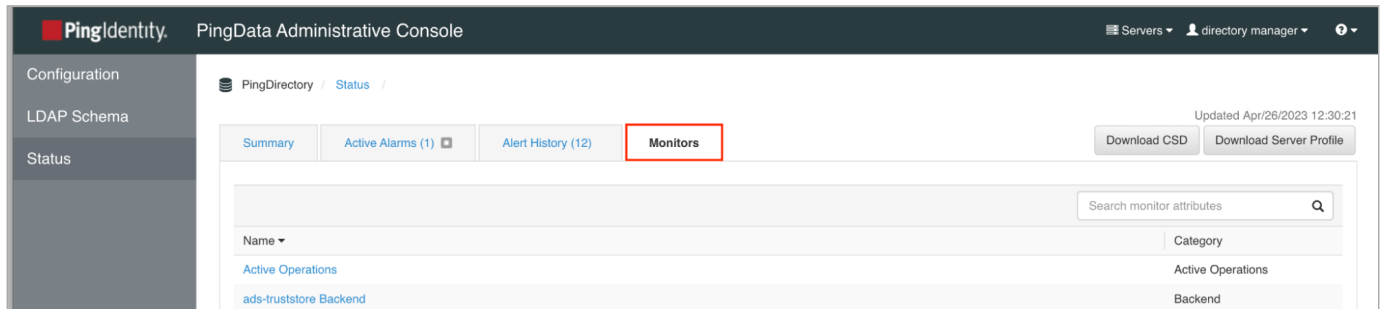 PingIdentity. PingData Administrative Console Servers directory manager
Configuration
PingDirectory / Status /
LDAP Schema
Updated Apr/26/2023 12:30:21
Summary Active Alarms (1) Alert History (12) Monitors Download CSD Download Server Profile
Status
Search monitor attributes
Name Category
Active Operations Active Operations
ads-truststore Backend Backend